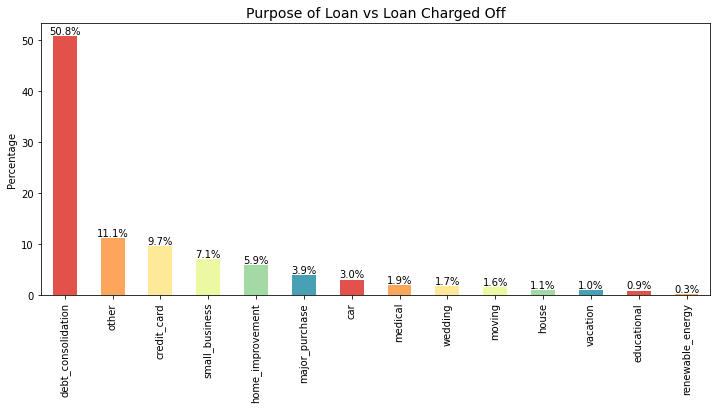 Purpose of Loan vs Loan Charged Off
Percentage
50
40
30
20
10
0
50.8%
11.1%
9.7%
7.1%
5.9%
3.9%
3.0%
1.9%
1.7%
1.6%
1.1%
1.0%
0.9%
0.3%
debt_consolidation
other
credit_card
small_business
home_improvement
major_purchase
car
medical
wedding
moving
house
vacation
educational
renewable_energy